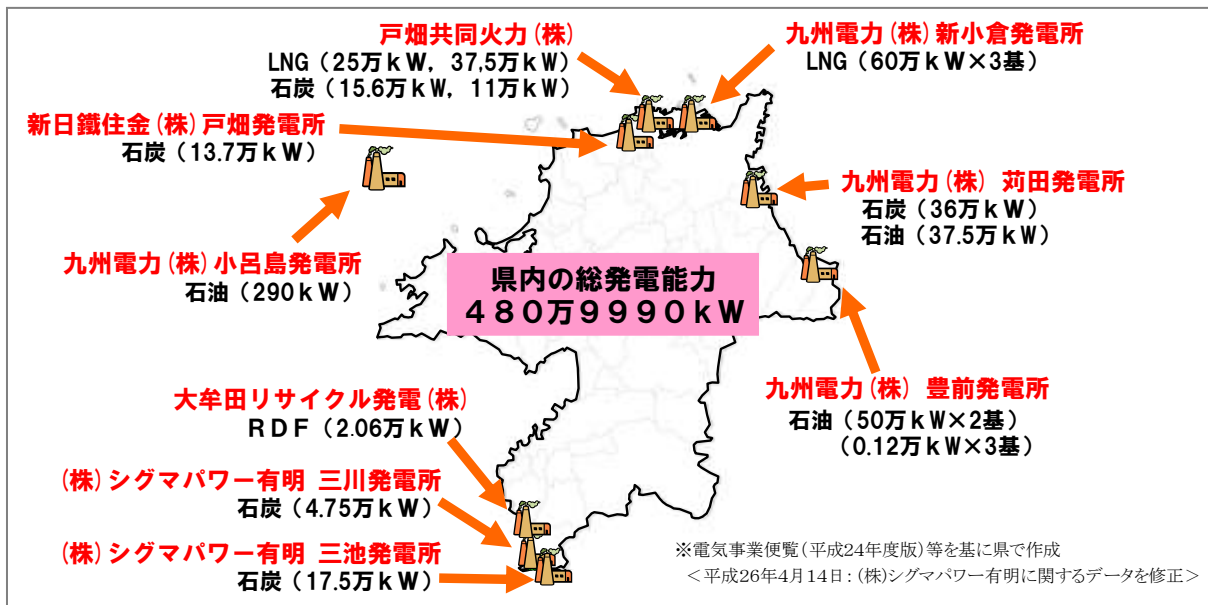 戸畑共同火力(株)
LNG(25万kW, 37.5万kW)
石炭(15.6万kW, 11万kW)
九州電力(株)新小倉発電所
LNG(60万kW×3基)
新日鐵住金(株)戸畑発電所
石炭(13.7万kW)
九州電力(株) 苅田発電所
石炭(36万kW)
石油(37.5万kW)
九州電力(株)小呂島発電所
石油(290kW)
県内の総発電能力
480万9990kW
九州電力(株) 豊前発電所
石油(50万kW×2基)
(0.12万kW×3基)
大牟田リサイクル発電(株)
RDF(2.06万kW)
(株)シグマパワー有明 三川発電所
石炭(4.75万kW)
(株)シグマパワー有明 三池発電所
石炭(17.5万kW)
※電気事業便覧(平成24年度版)等を基に県で作成
<平成26年4月14日:(株)シグマパワー有明に関するデータを修正>